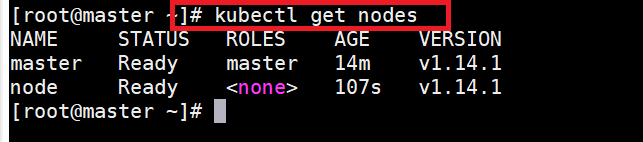 [root@master ~]# kubectl get nodes
NAME     STATUS   ROLES    AGE    VERSION
master   Ready    master   14m    v1.14.1
node     Ready    <none>   107s   v1.14.1
[root@master ~]#